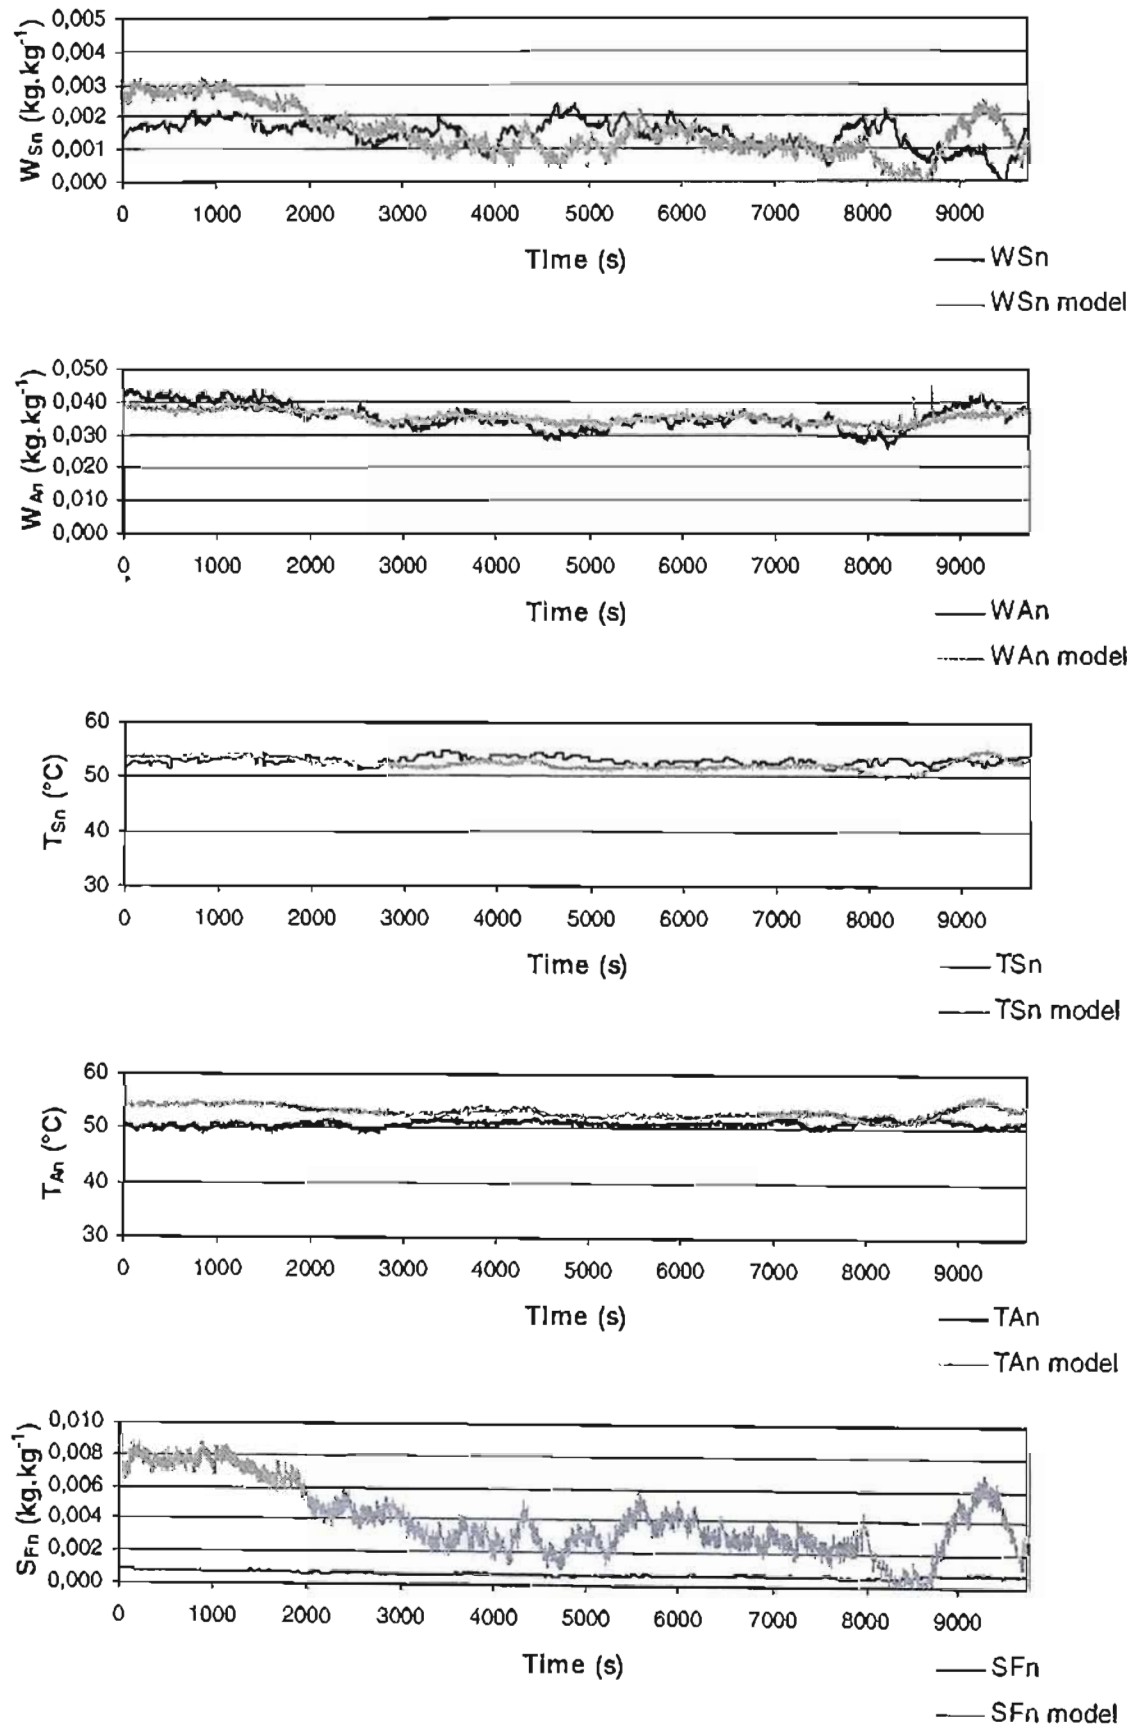 W_Sn (kg.kg⁻¹)
0,005
0,004
0,003
0,002
0,001
0,000
0 1000 2000 3000 4000 5000 6000 7000 8000 9000
Time (s)
WSn
WSn model
W_An (kg.kg⁻¹)
0,050
0,040
0,030
0,020
0,010
0,000
0 1000 2000 3000 4000 5000 6000 7000 8000 9000
Time (s)
WAn
WAn model
T_Sn (°C)
60
50
40
30
0 1000 2000 3000 4000 5000 6000 7000 8000 9000
Time (s)
TSn
TSn model
T_An (°C)
60
50
40
30
0 1000 2000 3000 4000 5000 6000 7000 8000 9000
Time (s)
TAn
TAn model
S_Fn (kg.kg⁻¹)
0,010
0,008
0,006
0,004
0,002
0,000
0 1000 2000 3000 4000 5000 6000 7000 8000 9000
Time (s)
SFn
SFn model